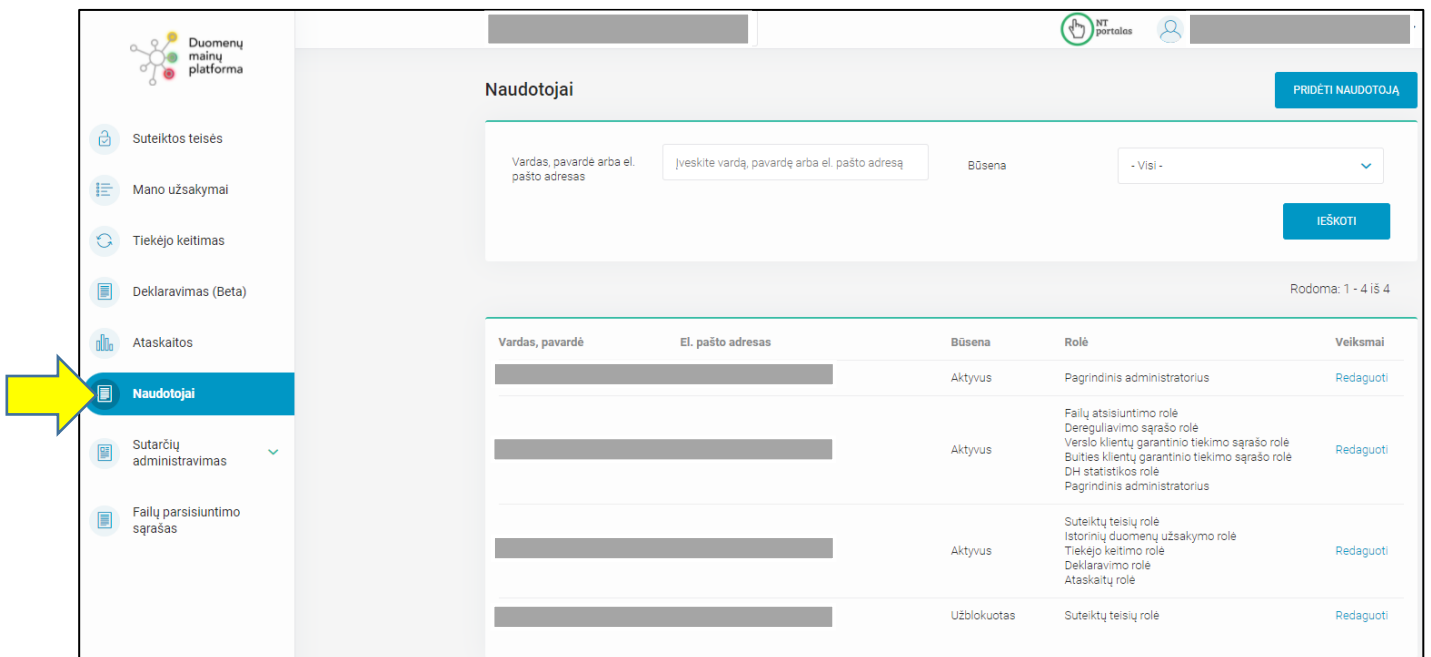 Duomenų
mainų
platforma
NT
portalas
Suteiktos teisės
Mano užsakymai
Tiekėjo keitimas
Deklaravimas (Beta)
Ataskaitos
Naudotojai
Sutarčių
administravimas
Failų parsisiuntimo
sąrašas
Naudotojai
PRIDĖTI NAUDOTOJĄ
Vardas, pavardė arba el.
pašto adresas
Įveskite vardą, pavardę arba el. pašto adresą
Būsena
- Visi -
IEŠKOTI
Rodoma: 1 - 4 iš 4
Vardas, pavardė El. pašto adresas Būsena Rolė Veiksmai
Aktyvus Pagrindinis administratorius Redaguoti
Failų atsisiuntimo rolė
Dereguliavimo sąrašo rolė
Verslo klientų garantinio tiekimo sąrašo rolė
Aktyvus Buities klientų garantinio tiekimo sąrašo rolė Redaguoti
DH statistikos rolė
Pagrindinis administratorius
Suteiktų teisių rolė
Istorinių duomenų užsakymo rolė
Aktyvus Tiekėjo keitimo rolė Redaguoti
Deklaravimo rolė
Ataskaitų rolė
Užblokuotas Suteiktų teisių rolė Redaguoti